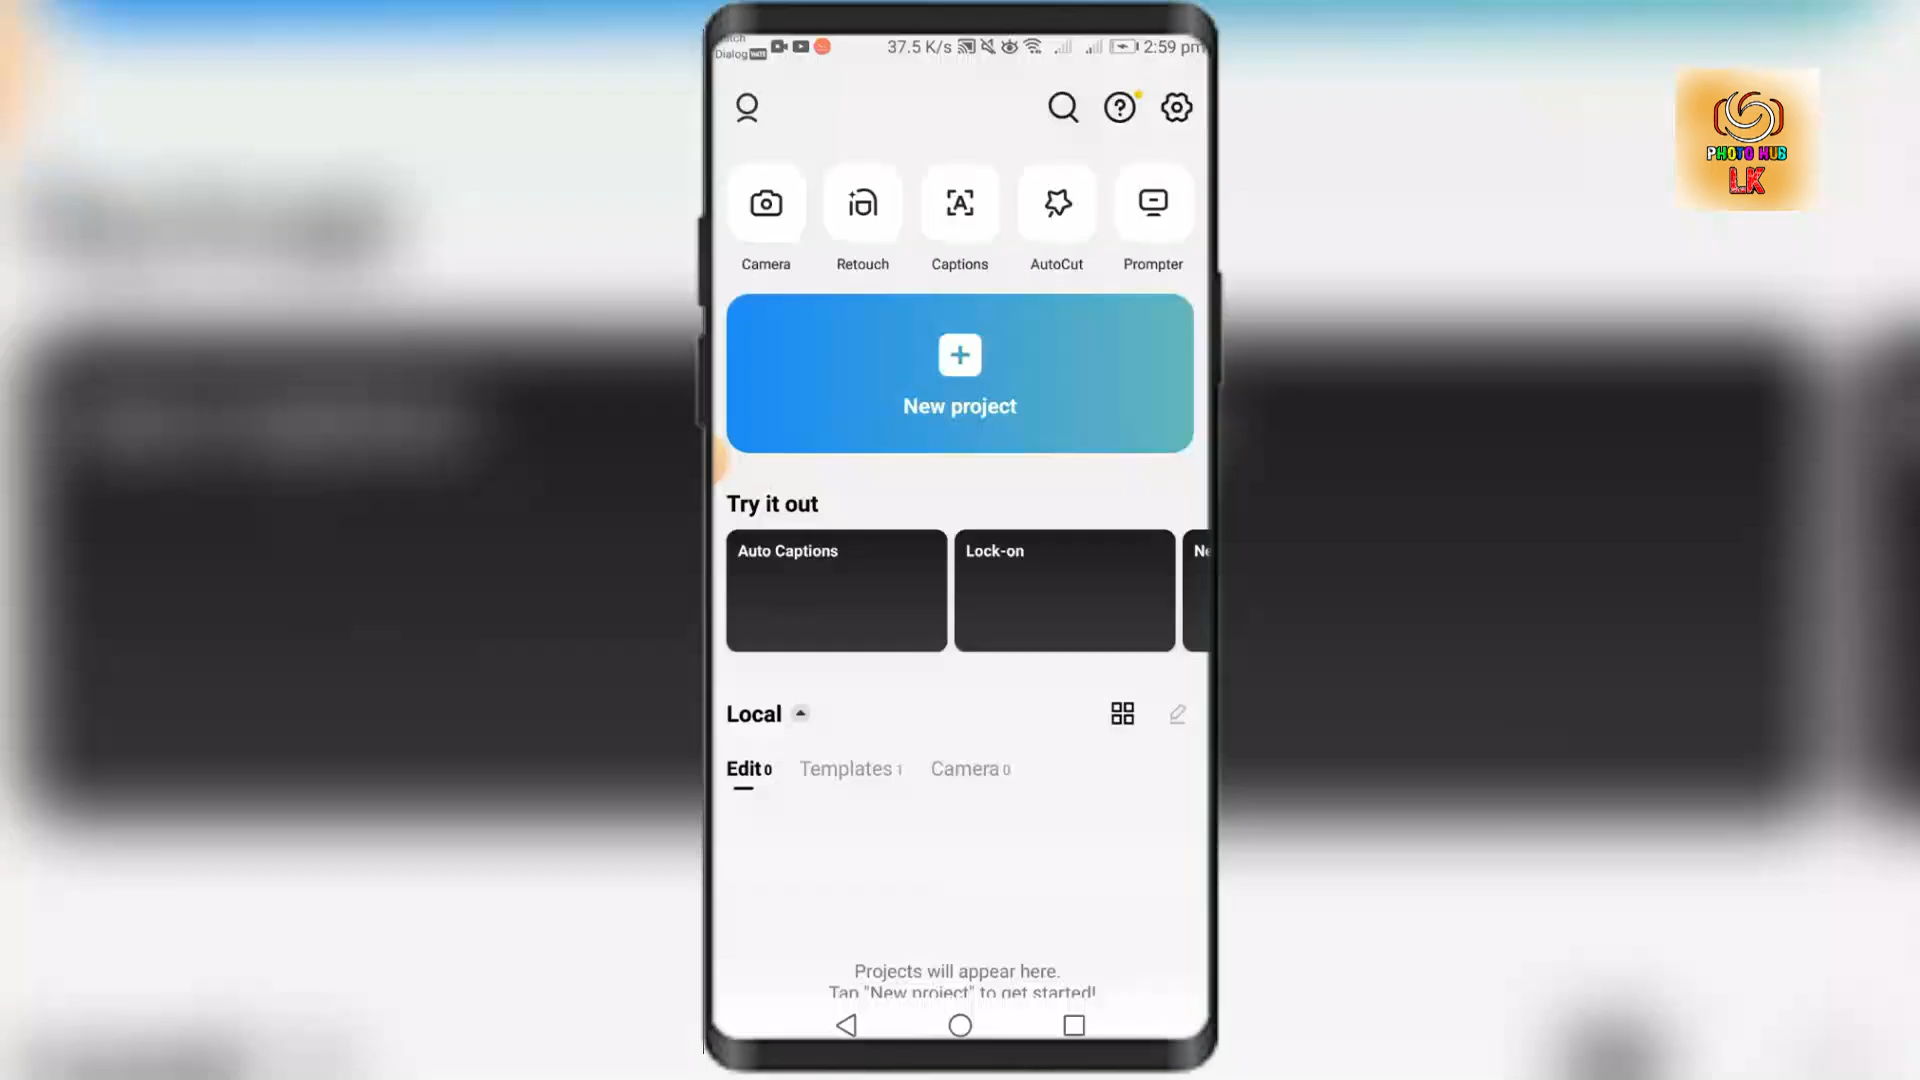 Dialog VoLTE 37.5 K/s 2:59 pm
PHOTO HUB
LK
Camera Retouch Captions AutoCut Prompter
New project
Try it out
Auto Captions Lock-on
Local
Edit 0 Templates 1 Camera 0
Projects will appear here.
Tap "New project" to get started!